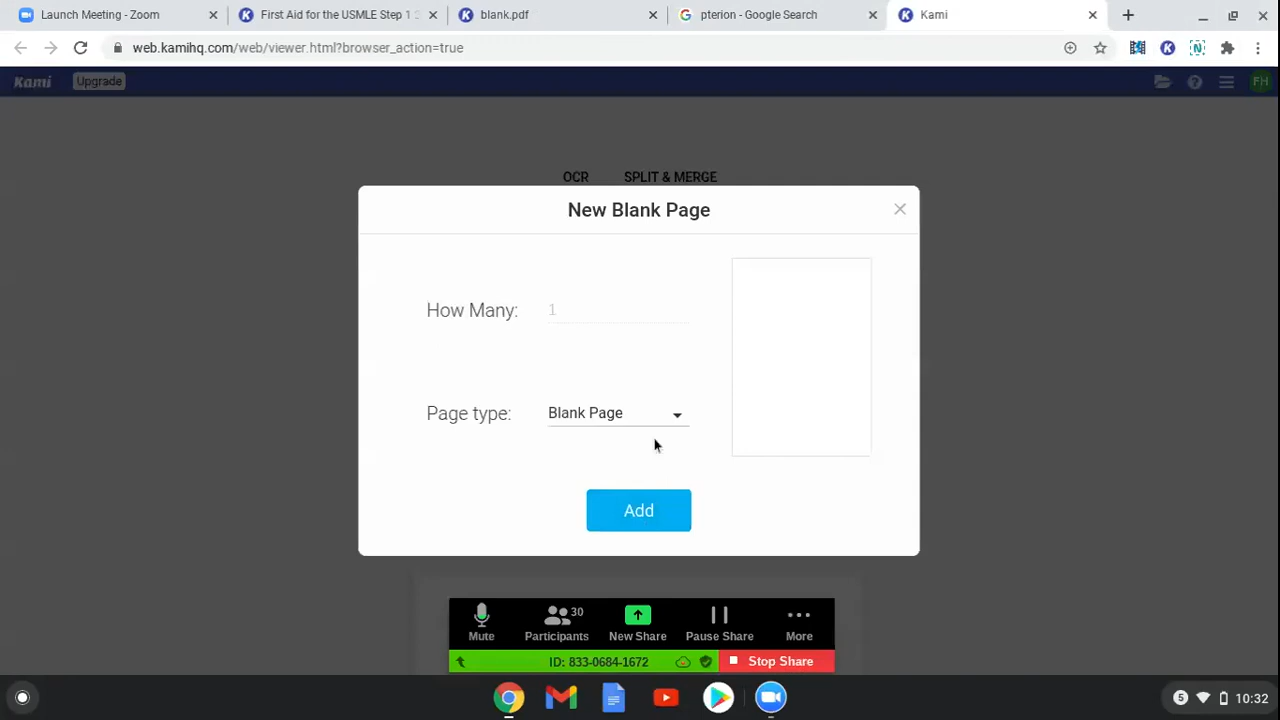 Launch Meeting - Zoom
First Aid for the USMLE Step 1
blank.pdf
pterion - Google Search
Kami
web.kamihq.com/web/viewer.html?browser_action=true
Kami
Upgrade
FH
OCR
SPLIT & MERGE
New Blank Page
How Many:
1
Page type:
Blank Page
Add
30
Mute
Participants
New Share
Pause Share
More
ID: 833-0684-1672
Stop Share
5
10:32